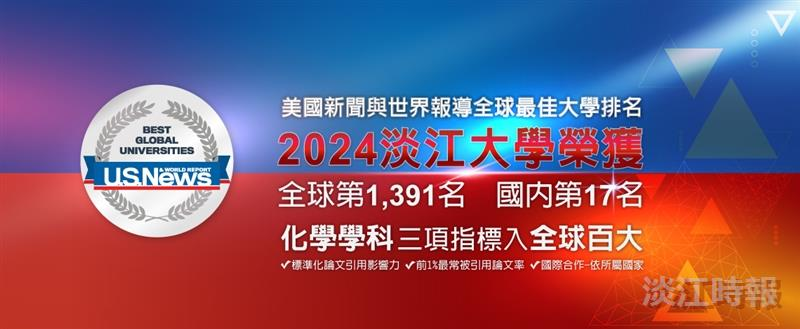 BEST
GLOBAL
UNIVERSITIES
U.S.News
& WORLD REPORT
美國新聞與世界報導全球最佳大學排名
2024淡江大學榮獲
全球第1,391名 國內第17名
化學學科三項指標入全球百大
✓標準化論文引用影響力 ✓前1%最常被引用論文率 ✓國際合作-依所屬國家
淡江時報